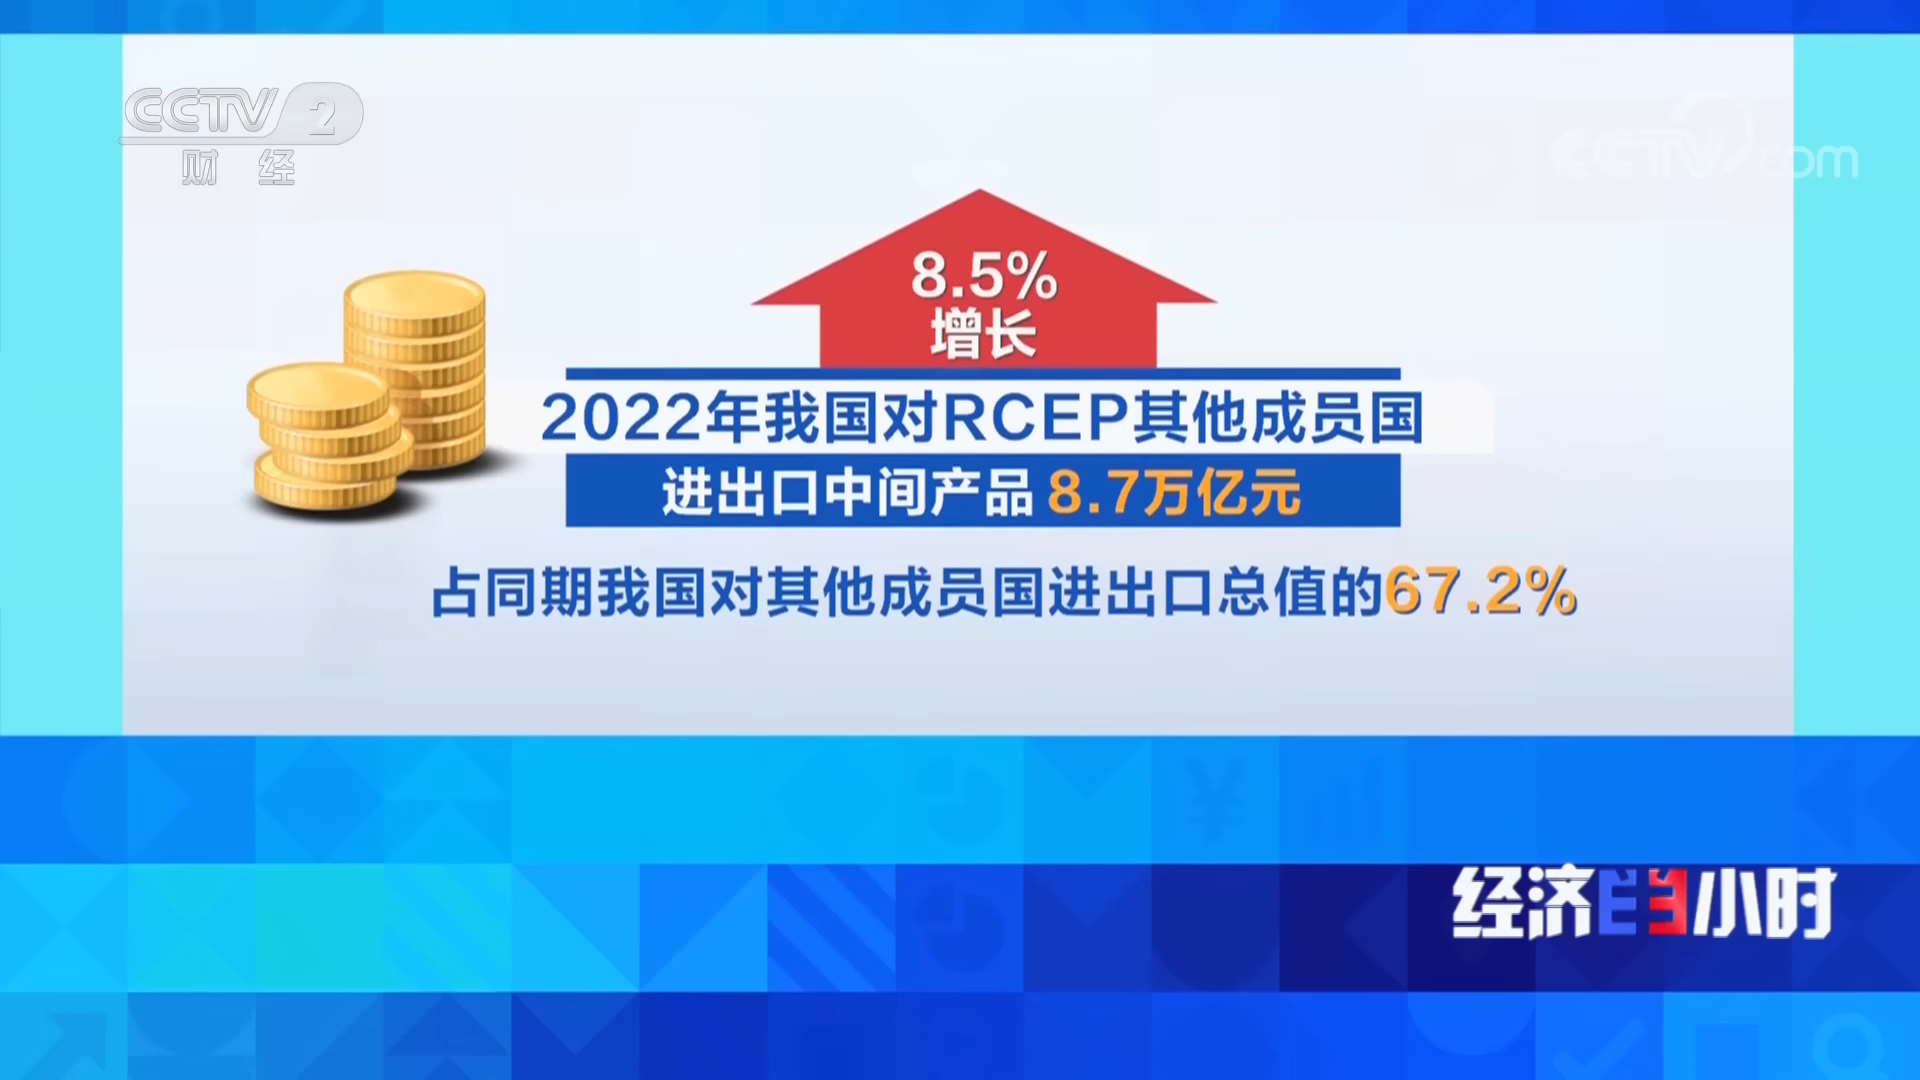 CCTV 2
财 经
CCTV.com
8.5%
增长
2022年我国对RCEP其他成员国
进出口中间产品 8.7万亿元
占同期我国对其他成员国进出口总值的67.2%
经济半小时